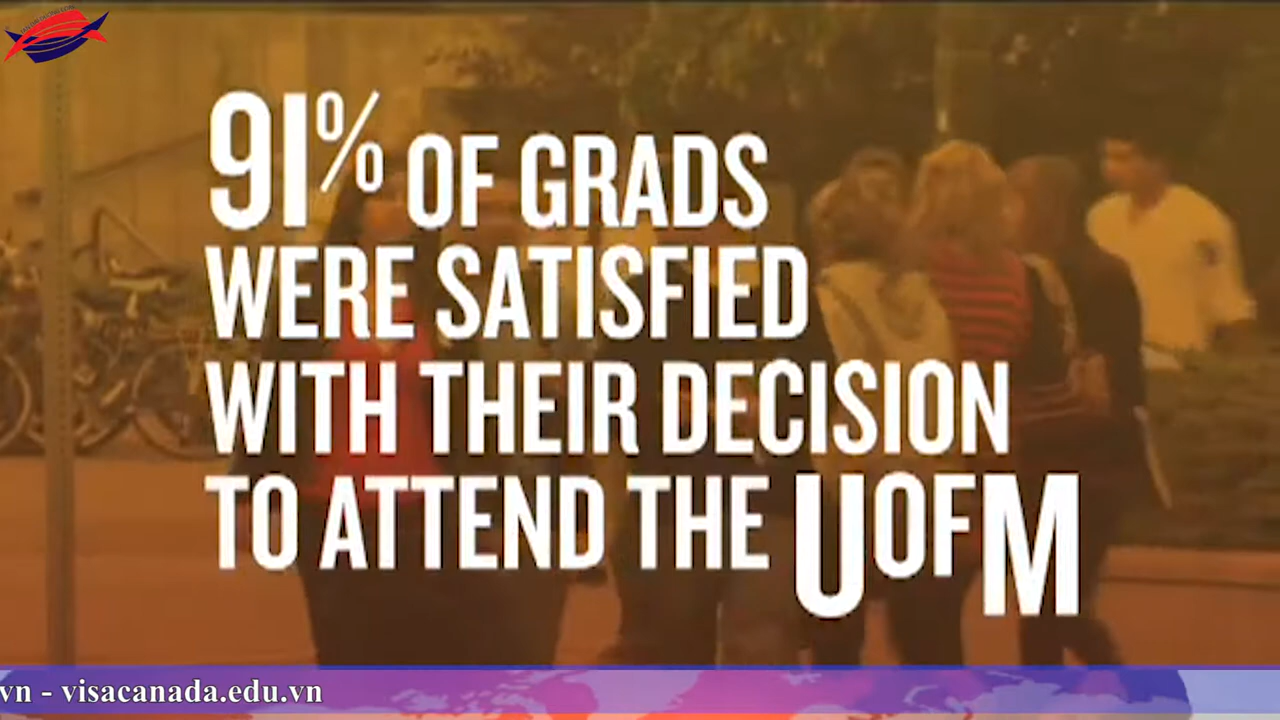 91% OF GRADS
WERE SATISFIED
WITH THEIR DECISION
TO ATTEND THE UOFM
vn - visacanada.edu.vn